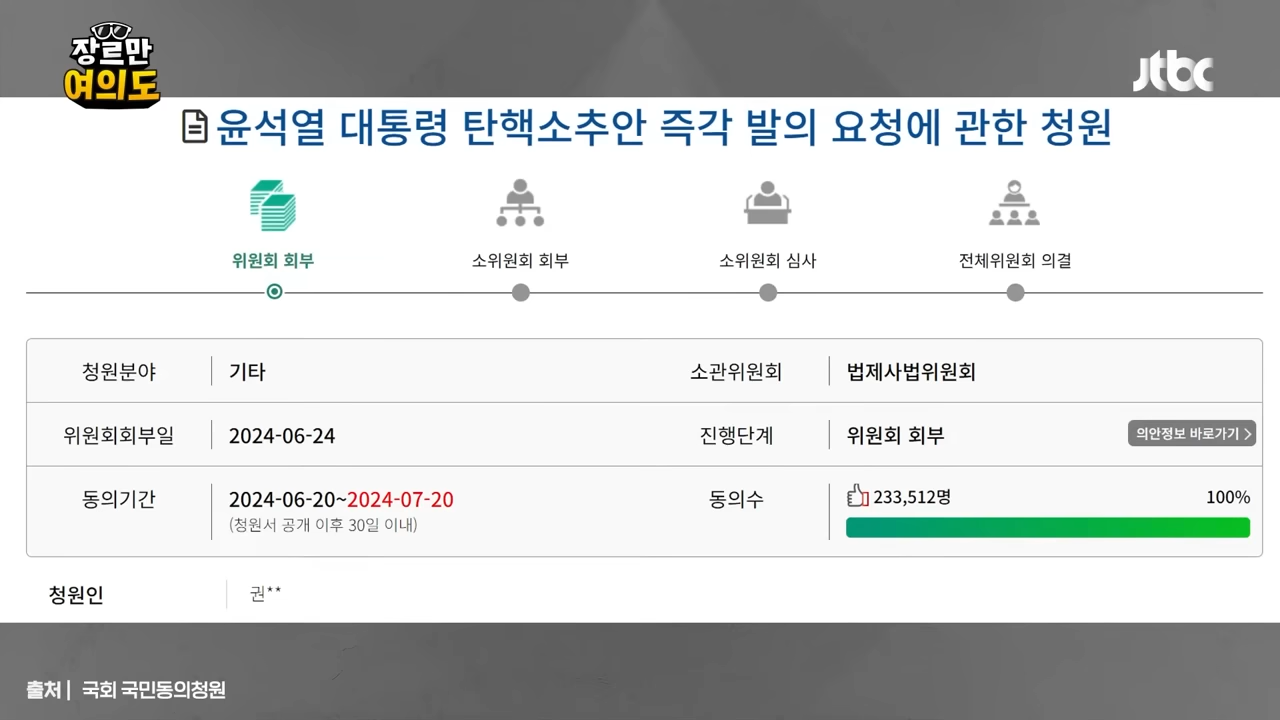 장르만
여의도
jtbc
윤석열 대통령 탄핵소추안 즉각 발의 요청에 관한 청원
위원회 회부
소위원회 회부
소위원회 심사
전체위원회 의결
청원분야
기타
소관위원회
법제사법위원회
위원회회부일
2024-06-24
진행단계
위원회 회부
의안정보 바로가기 >
동의기간
2024-06-20~2024-07-20
(청원서 공개 이후 30일 이내)
동의수
233,512명
100%
청원인
권**
출처 | 국회 국민동의청원